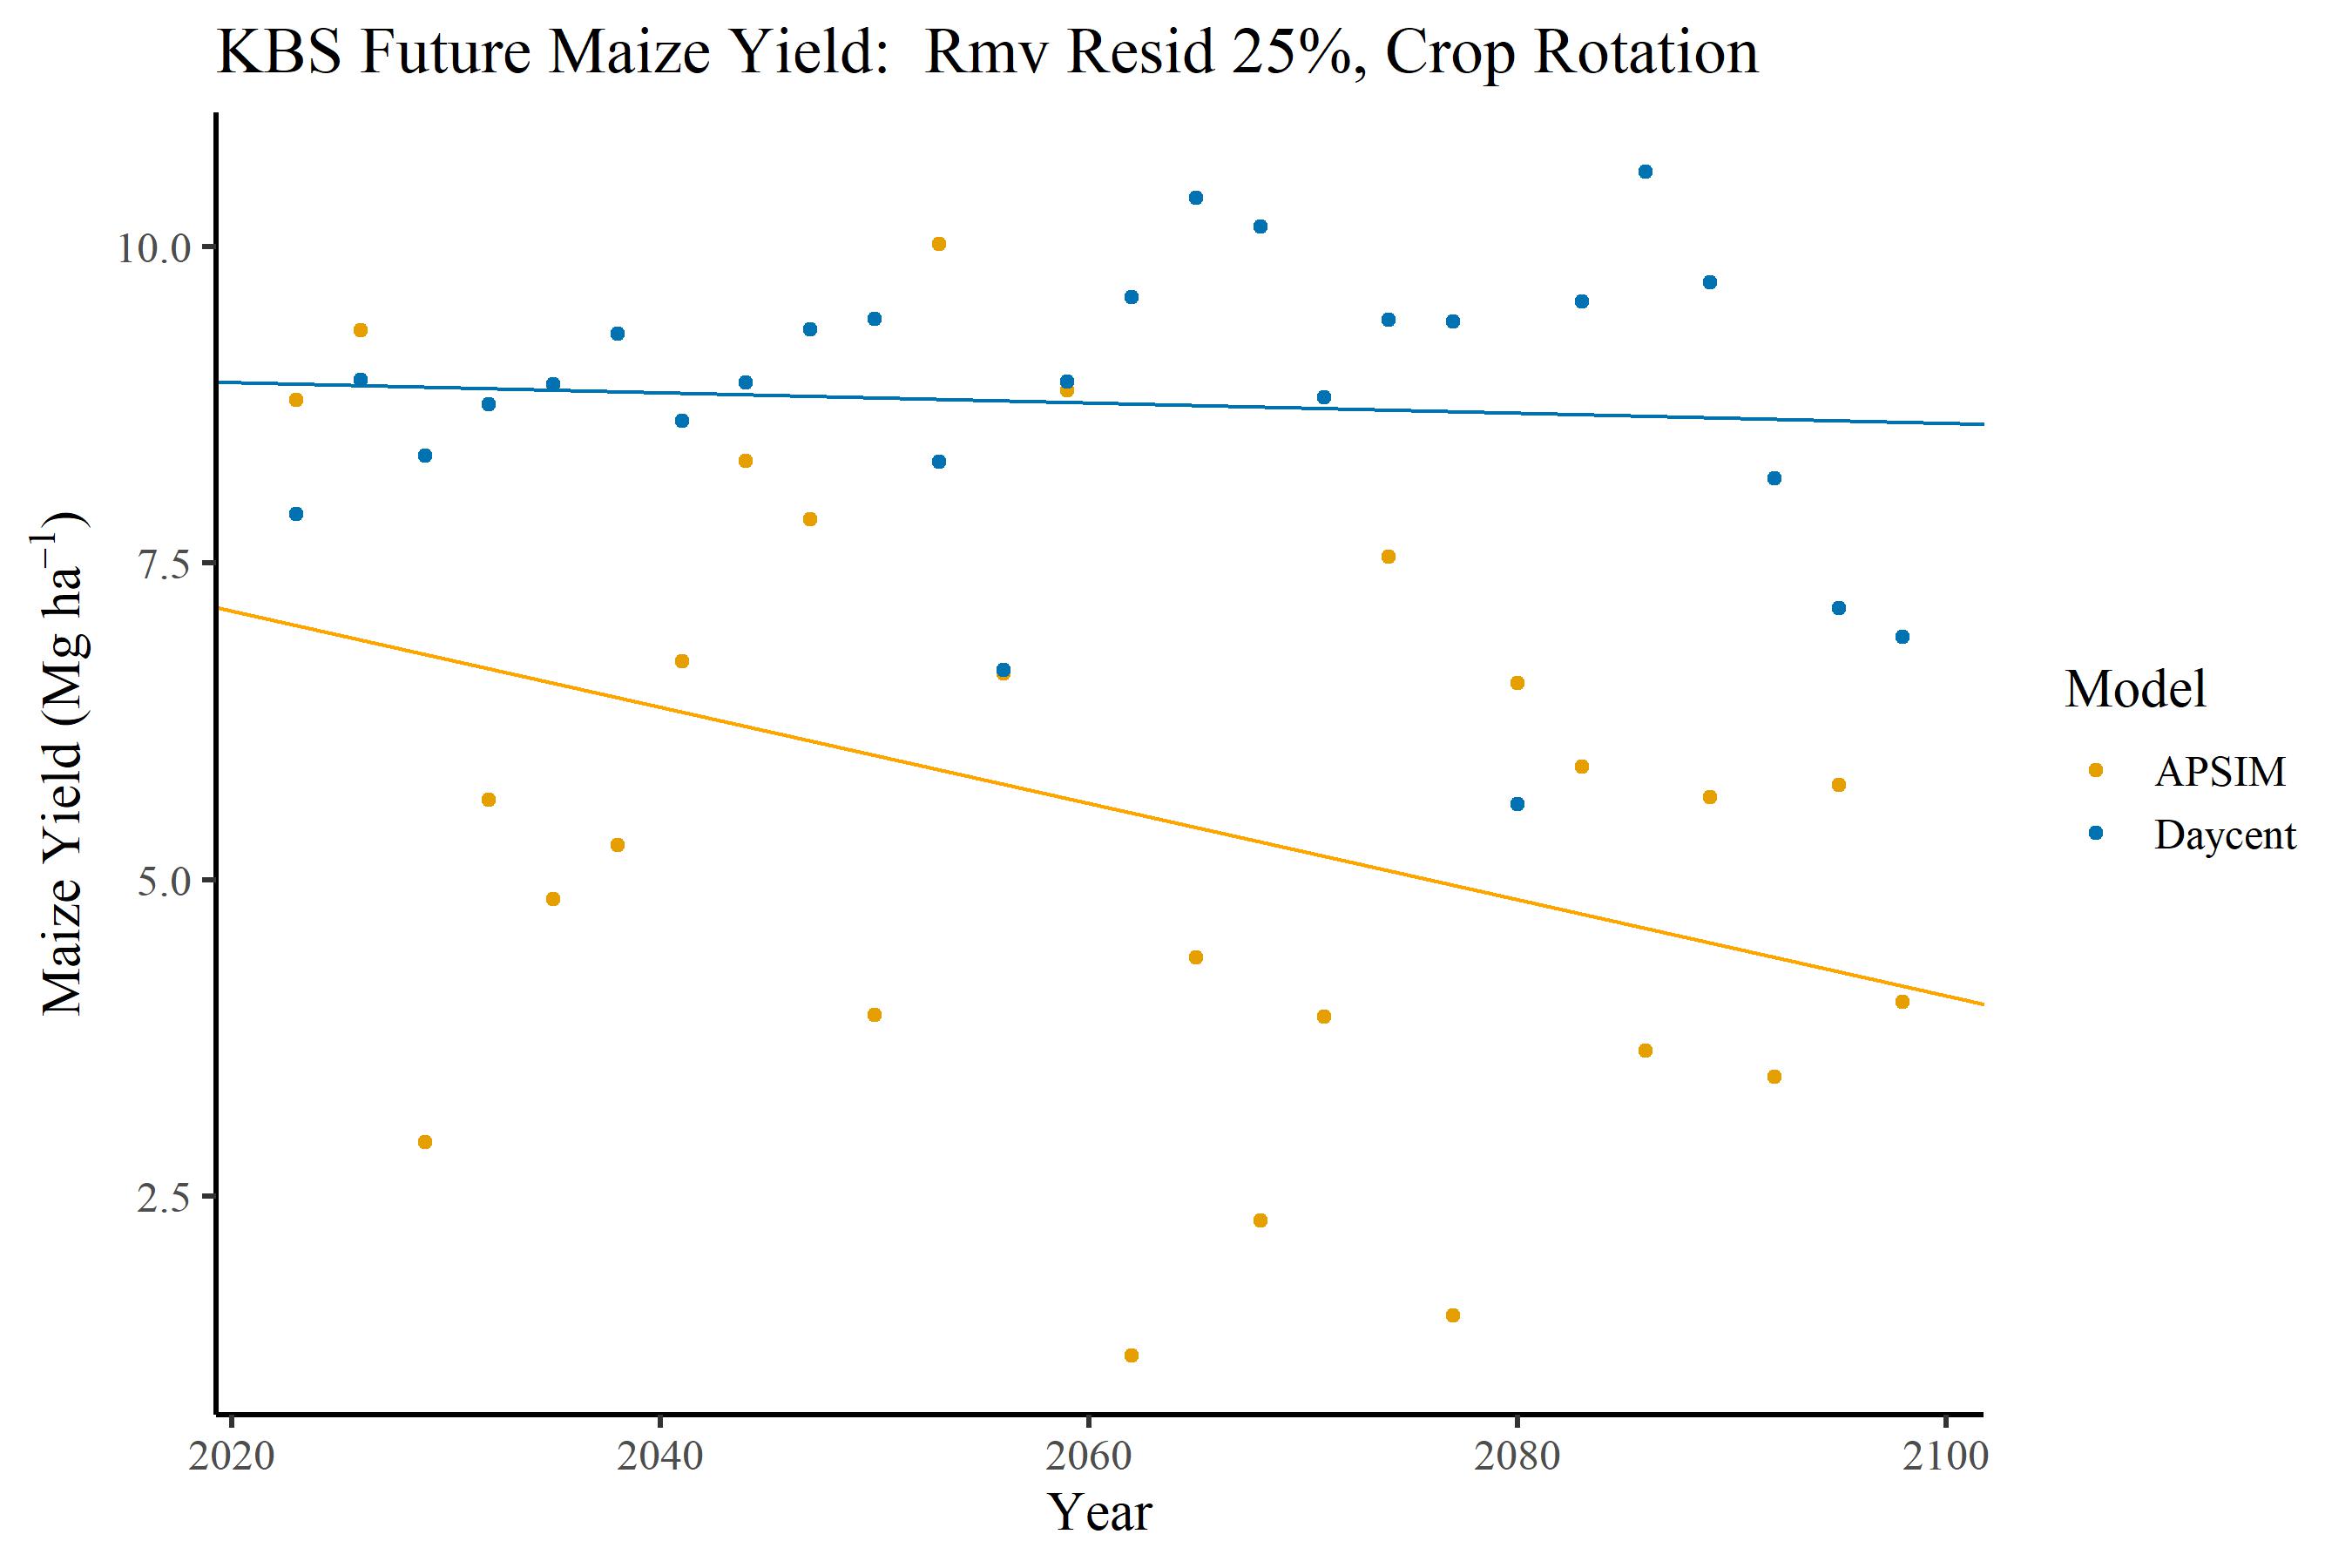 KBS Future Maize Yield:  Rmv Resid 25%, Crop Rotation
Maize Yield (Mg ha⁻¹)
10.0
7.5
5.0
2.5
2020 2040 2060 2080 2100
Year
Model
APSIM
Daycent